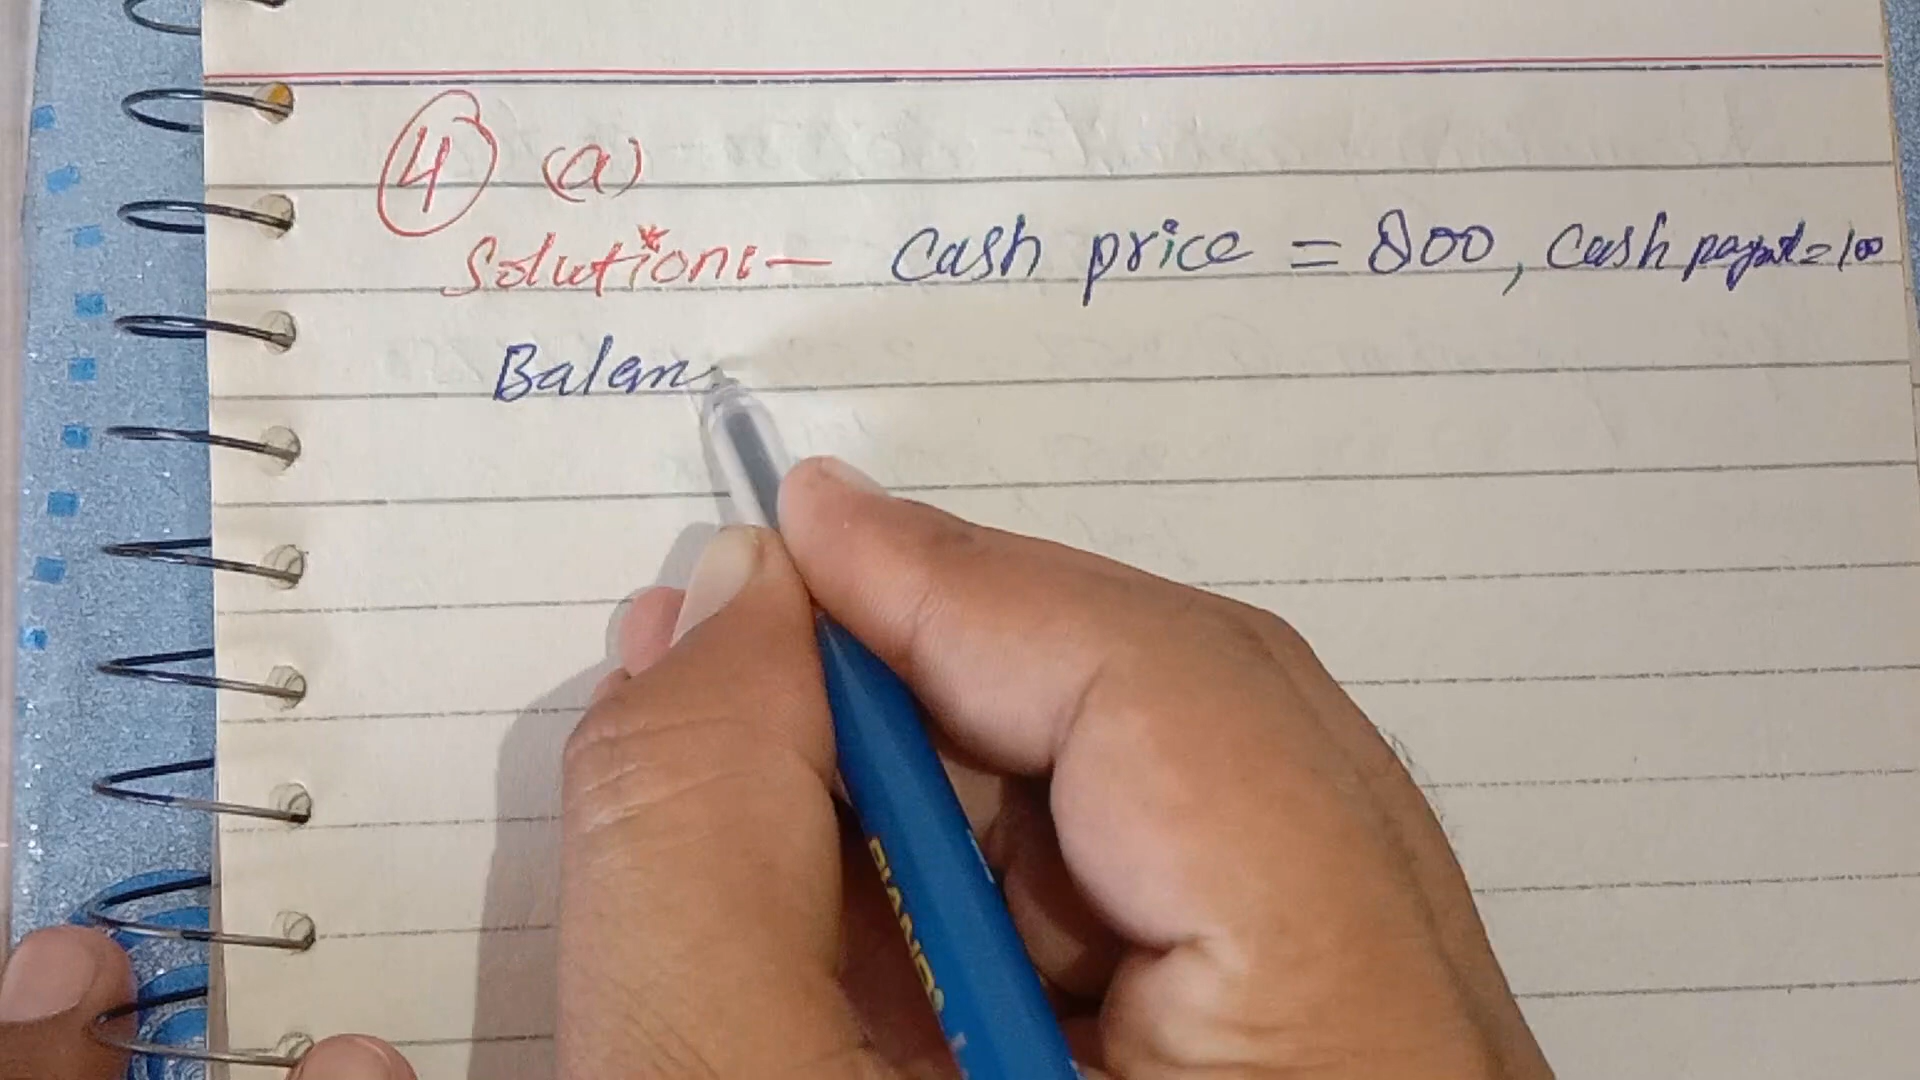 4 (a)
Solution:- Cash price = 800, Cash paymt=100
Balan